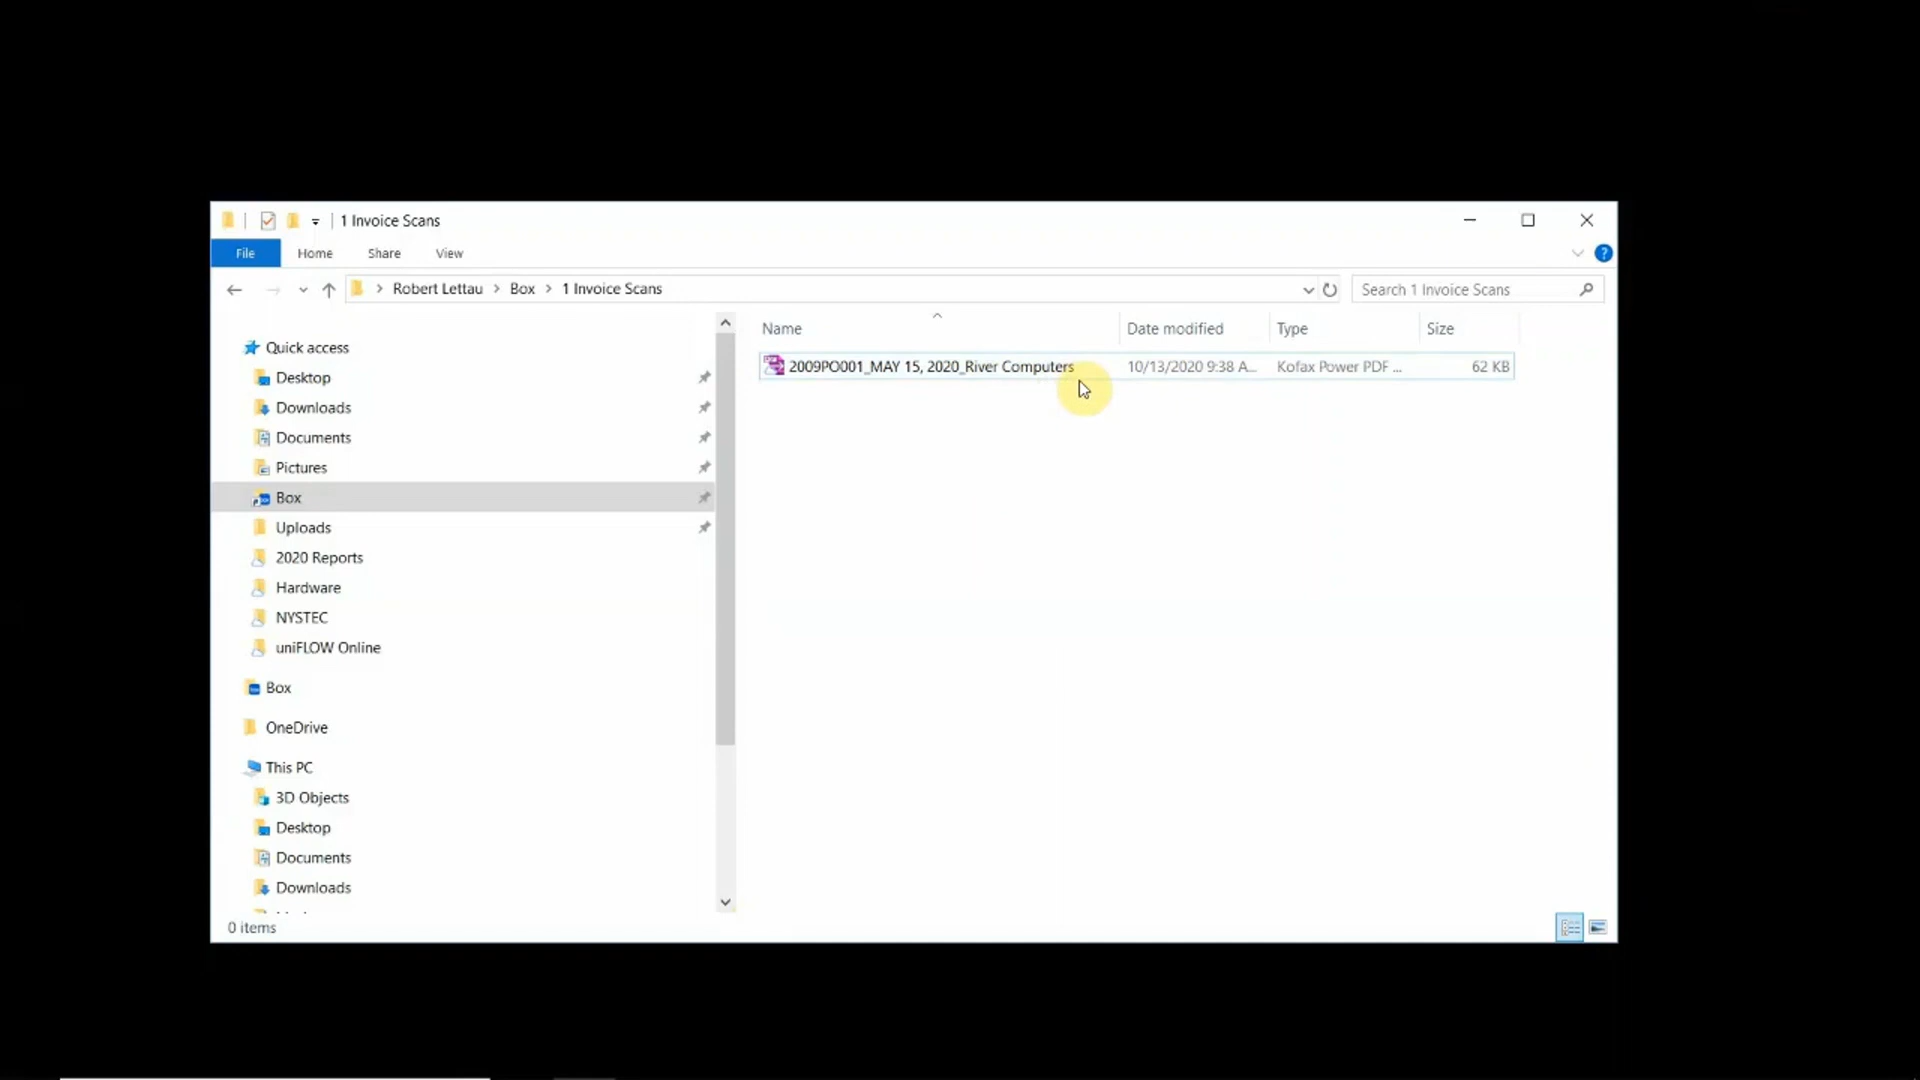 1 Invoice Scans
File Home Share View
Robert Lettau Box 1 Invoice Scans Search 1 Invoice Scans
Name Date modified Type Size
2009PO001_MAY 15, 2020_River Computers 10/13/2020 9:38 A... Kofax Power PDF ... 62 KB
Quick access
Desktop
Downloads
Documents
Pictures
Box
Uploads
2020 Reports
Hardware
NYSTEC
uniFLOW Online
Box
OneDrive
This PC
3D Objects
Desktop
Documents
Downloads
0 items